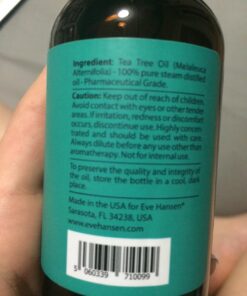 Ingredient: Tea Tree Oil (Melaleuca
Alternifolia) - 100% pure steam distilled
oil - Pharmaceutical Grade.
Caution: Keep out of reach of children.
Avoid contact with eyes or other tender
areas. If irritation, redness or discomfort
occurs, discontinue use. Highly concen
trated and should be used with care.
Always dilute before any use other than
aromatherapy. Not for internal use.
To preserve the quality and integrity of
the oil, store the bottle in a cool, dark
place.
Made in the USA for Eve Hansen®
Sarasota, FL 34238, USA
www.evehansen.com
5 060339 710099